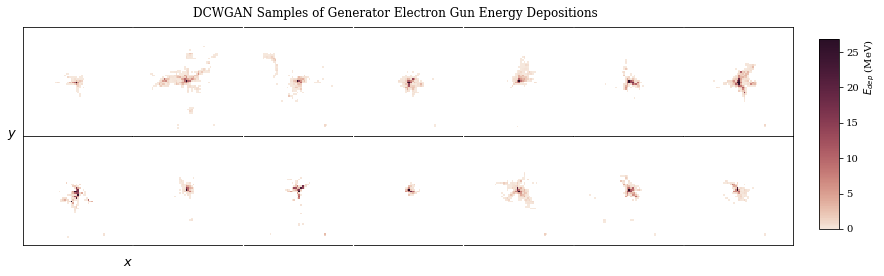 DCWGAN Samples of Generator Electron Gun Energy Depositions
y
x
25
20
15
10
5
0
E_dep (MeV)